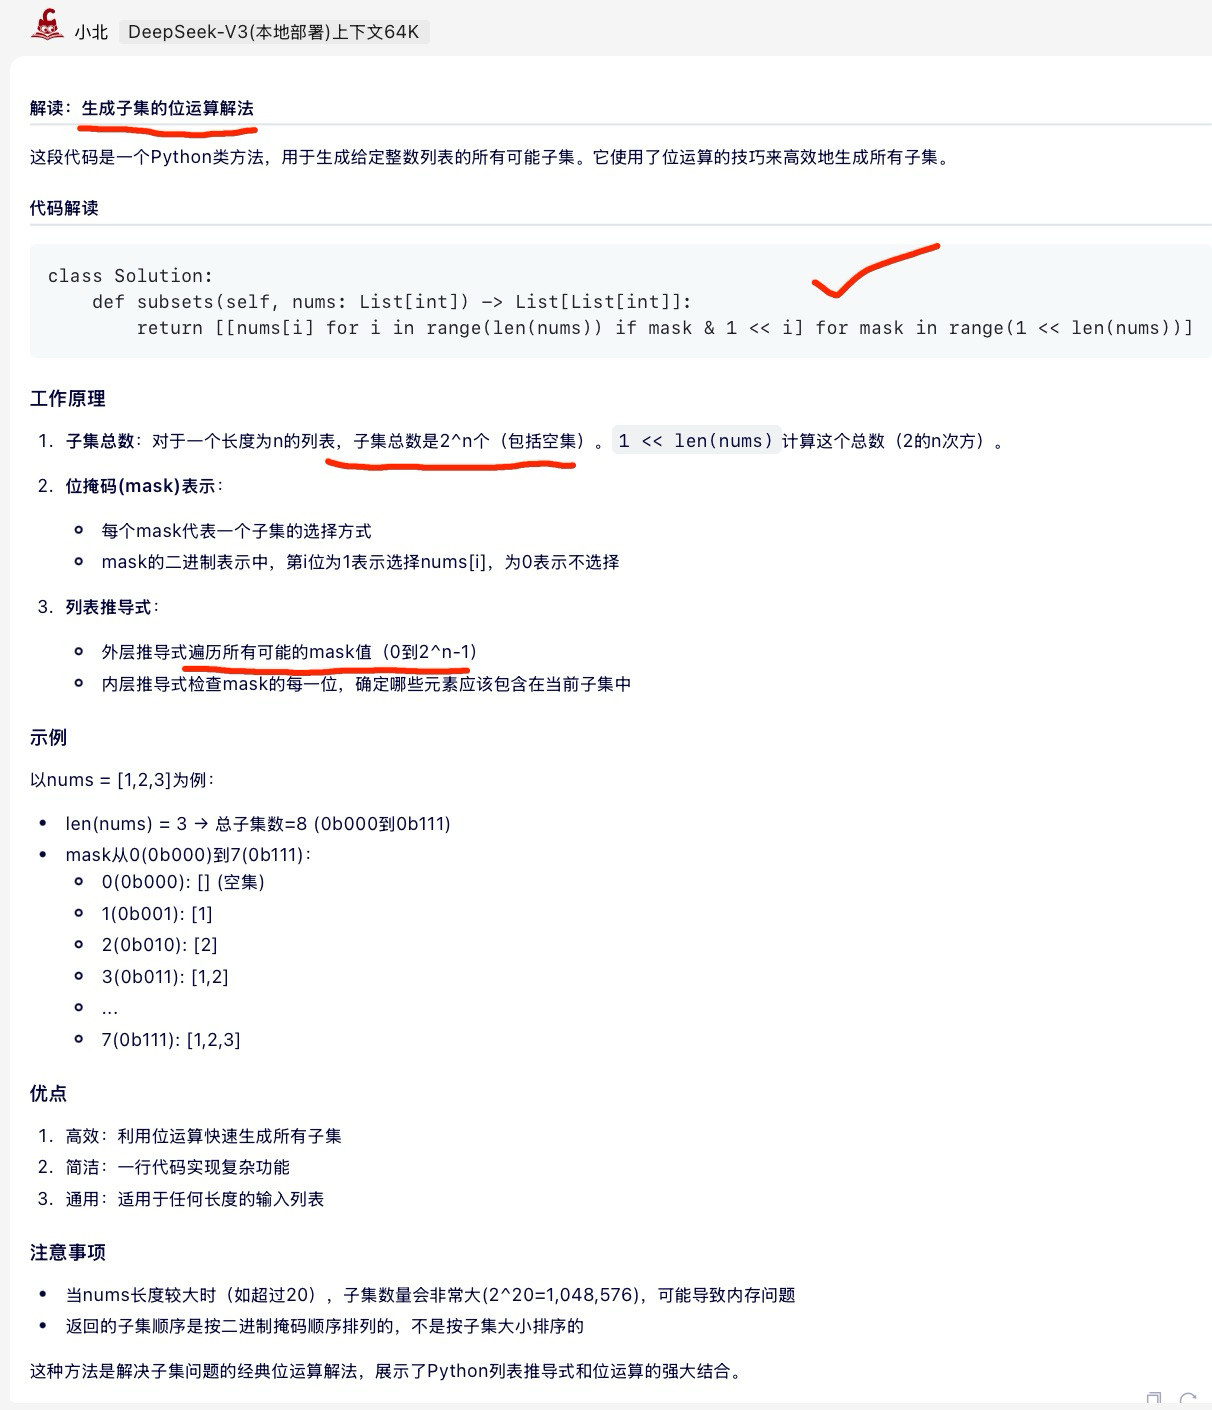 小北 DeepSeek-V3(本地部署)上下文64K
解读：生成子集的位运算解法
这段代码是一个Python类方法，用于生成给定整数列表的所有可能子集。它使用了位运算的技巧来高效地生成所有子集。
代码解读
class Solution:
    def subsets(self, nums: List[int]) -> List[List[int]]:
        return [[nums[i] for i in range(len(nums)) if mask & 1 << i] for mask in range(1 << len(nums))]
工作原理
1. 子集总数：对于一个长度为n的列表，子集总数是2^n个（包括空集）。1 << len(nums)计算这个总数（2的n次方）。
2. 位掩码(mask)表示：
每个mask代表一个子集的选择方式
mask的二进制表示中，第i位为1表示选择nums[i]，为0表示不选择
3. 列表推导式：
外层推导式遍历所有可能的mask值（0到2^n-1）
内层推导式检查mask的每一位，确定哪些元素应该包含在当前子集中
示例
以nums = [1,2,3]为例：
len(nums) = 3 → 总子集数=8 (0b000到0b111)
mask从0(0b000)到7(0b111)：
0(0b000): [] (空集)
1(0b001): [1]
2(0b010): [2]
3(0b011): [1,2]
...
7(0b111): [1,2,3]
优点
1. 高效：利用位运算快速生成所有子集
2. 简洁：一行代码实现复杂功能
3. 通用：适用于任何长度的输入列表
注意事项
当nums长度较大时（如超过20），子集数量会非常大(2^20=1,048,576)，可能导致内存问题
返回的子集顺序是按二进制掩码顺序排列的，不是按子集大小排序的
这种方法是解决子集问题的经典位运算解法，展示了Python列表推导式和位运算的强大结合。